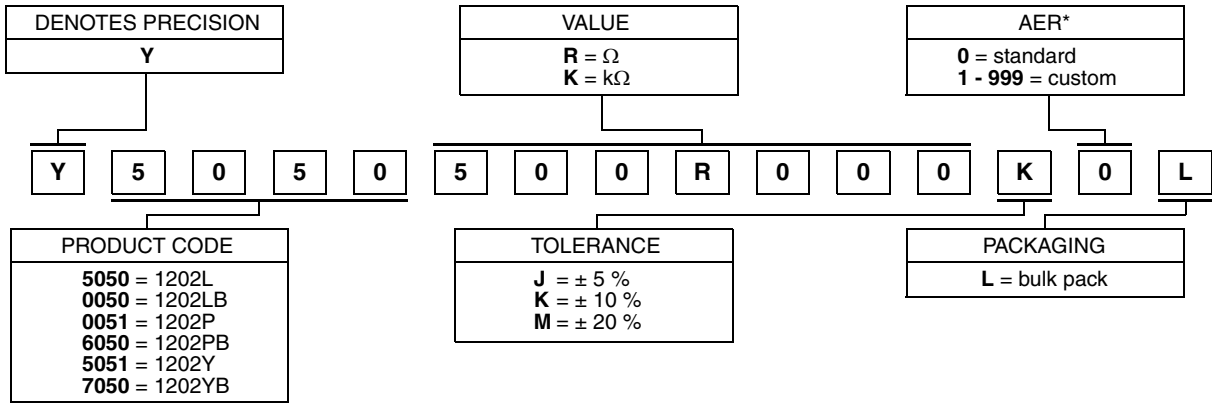 DENOTES PRECISION
Y
VALUE
R = Ω
K = kΩ
AER*
0 = standard
1 - 999 = custom
Y 5 0 5 0 5 0 0 R 0 0 0 K 0 L
PRODUCT CODE
5050 = 1202L
0050 = 1202LB
0051 = 1202P
6050 = 1202PB
5051 = 1202Y
7050 = 1202YB
TOLERANCE
J = ± 5 %
K = ± 10 %
M = ± 20 %
PACKAGING
L = bulk pack